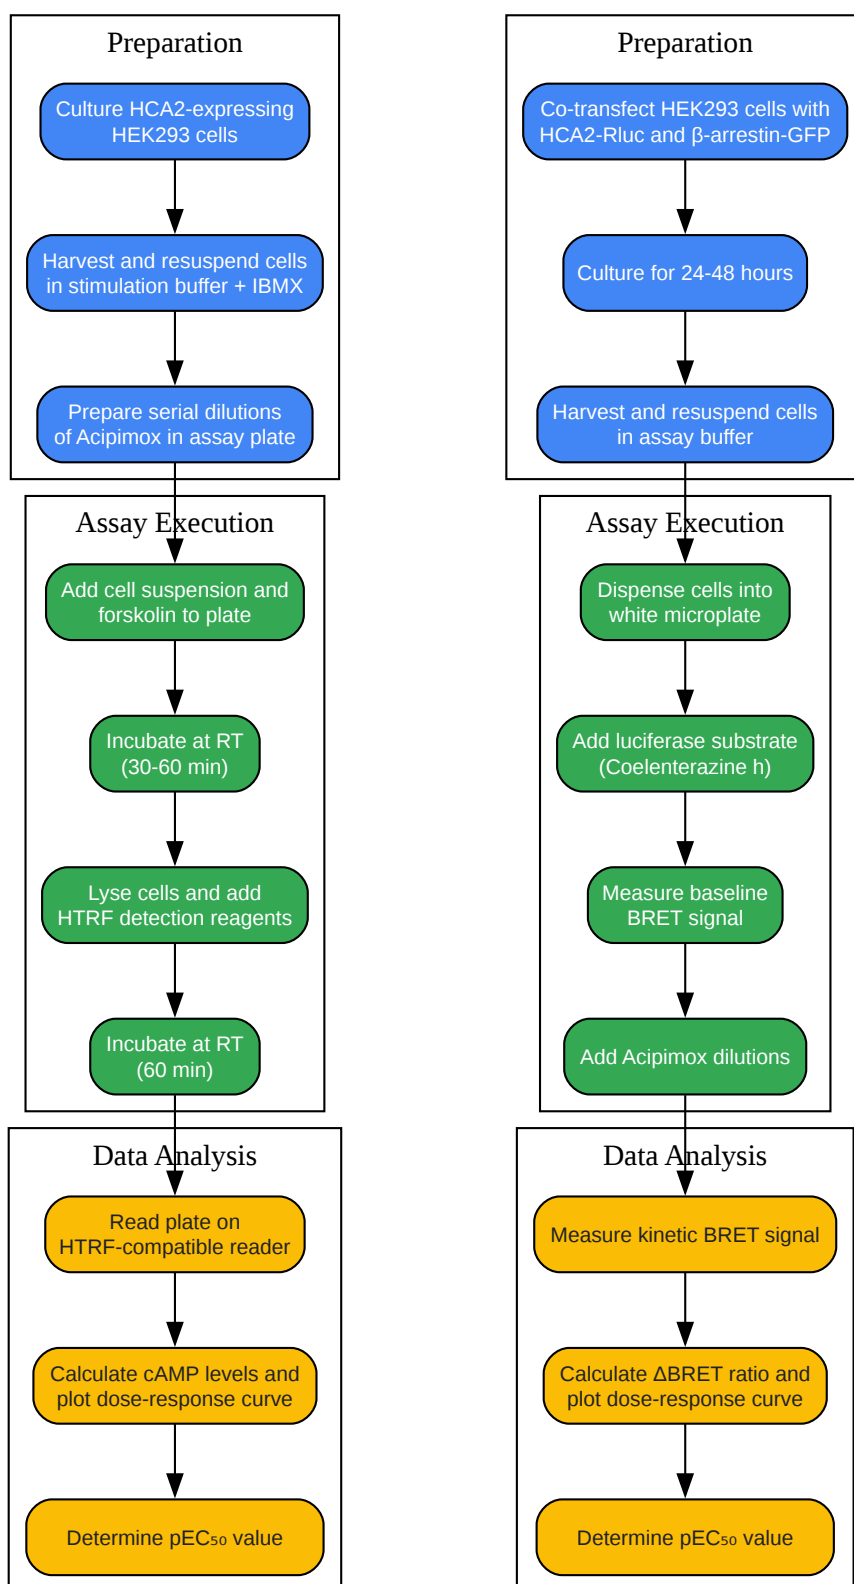 Preparation
Culture HCA2-expressing
HEK293 cells
Harvest and resuspend cells
in stimulation buffer + IBMX
Prepare serial dilutions
of Acipimox in assay plate
Assay Execution
Add cell suspension and
forskolin to plate
Incubate at RT
(30-60 min)
Lyse cells and add
HTRF detection reagents
Incubate at RT
(60 min)
Data Analysis
Read plate on
HTRF-compatible reader
Calculate cAMP levels and
plot dose-response curve
Determine pEC₅₀ value
Preparation
Co-transfect HEK293 cells with
HCA2-Rluc and β-arrestin-GFP
Culture for 24-48 hours
Harvest and resuspend cells
in assay buffer
Assay Execution
Dispense cells into
white microplate
Add luciferase substrate
(Coelenterazine h)
Measure baseline
BRET signal
Add Acipimox dilutions
Data Analysis
Measure kinetic BRET signal
Calculate ΔBRET ratio and
plot dose-response curve
Determine pEC₅₀ value